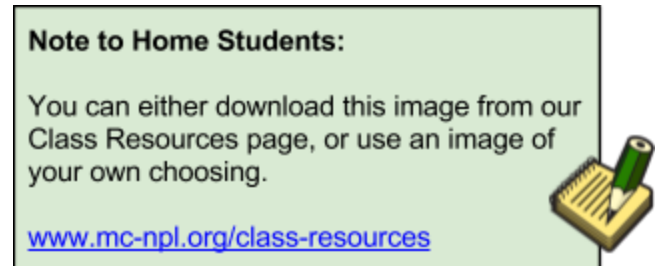 Note to Home Students:
You can either download this image from our
Class Resources page, or use an image of
your own choosing.
www.mc-npl.org/class-resources